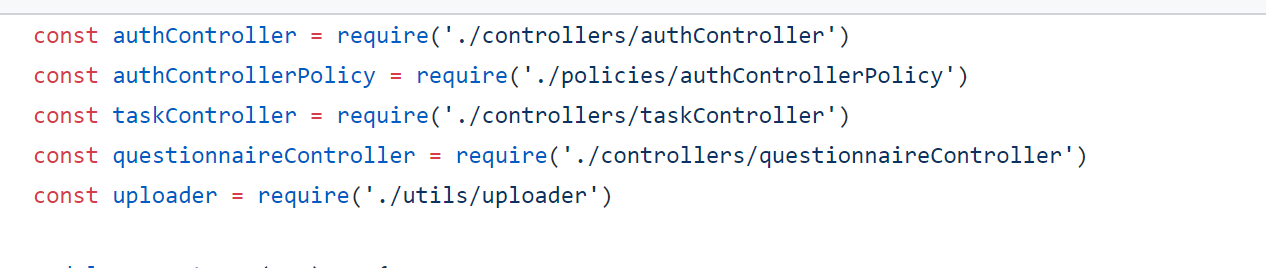 const authController = require('./controllers/authController')
const authControllerPolicy = require('./policies/authControllerPolicy')
const taskController = require('./controllers/taskController')
const questionnaireController = require('./controllers/questionnaireController')
const uploader = require('./utils/uploader')